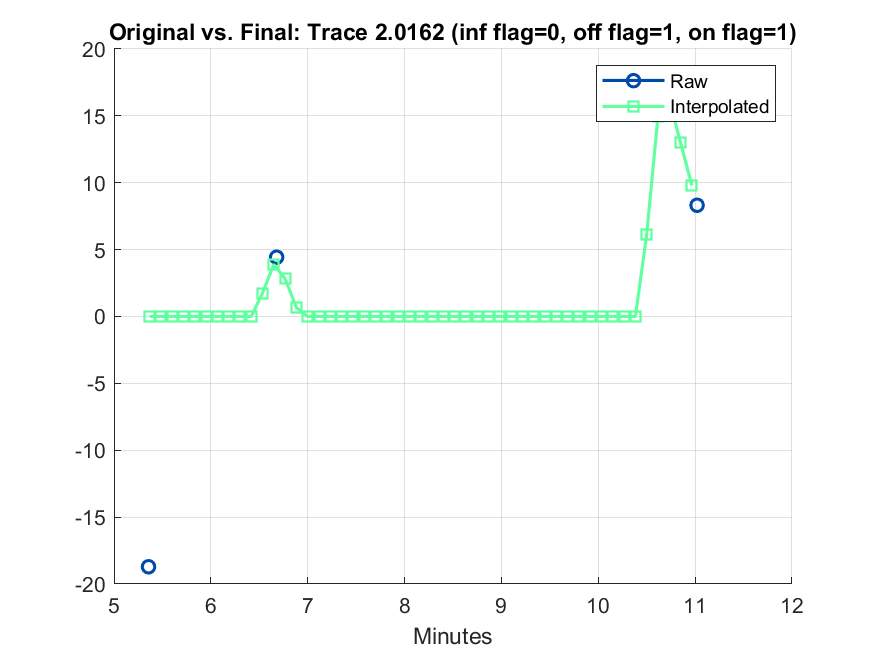 Original vs. Final: Trace 2.0162 (inf flag=0, off flag=1, on flag=1)
20
Raw
Interpolated
15
10
5
0
-5
-10
-15
-20
5 6 7 8 9 10 11 12
Minutes